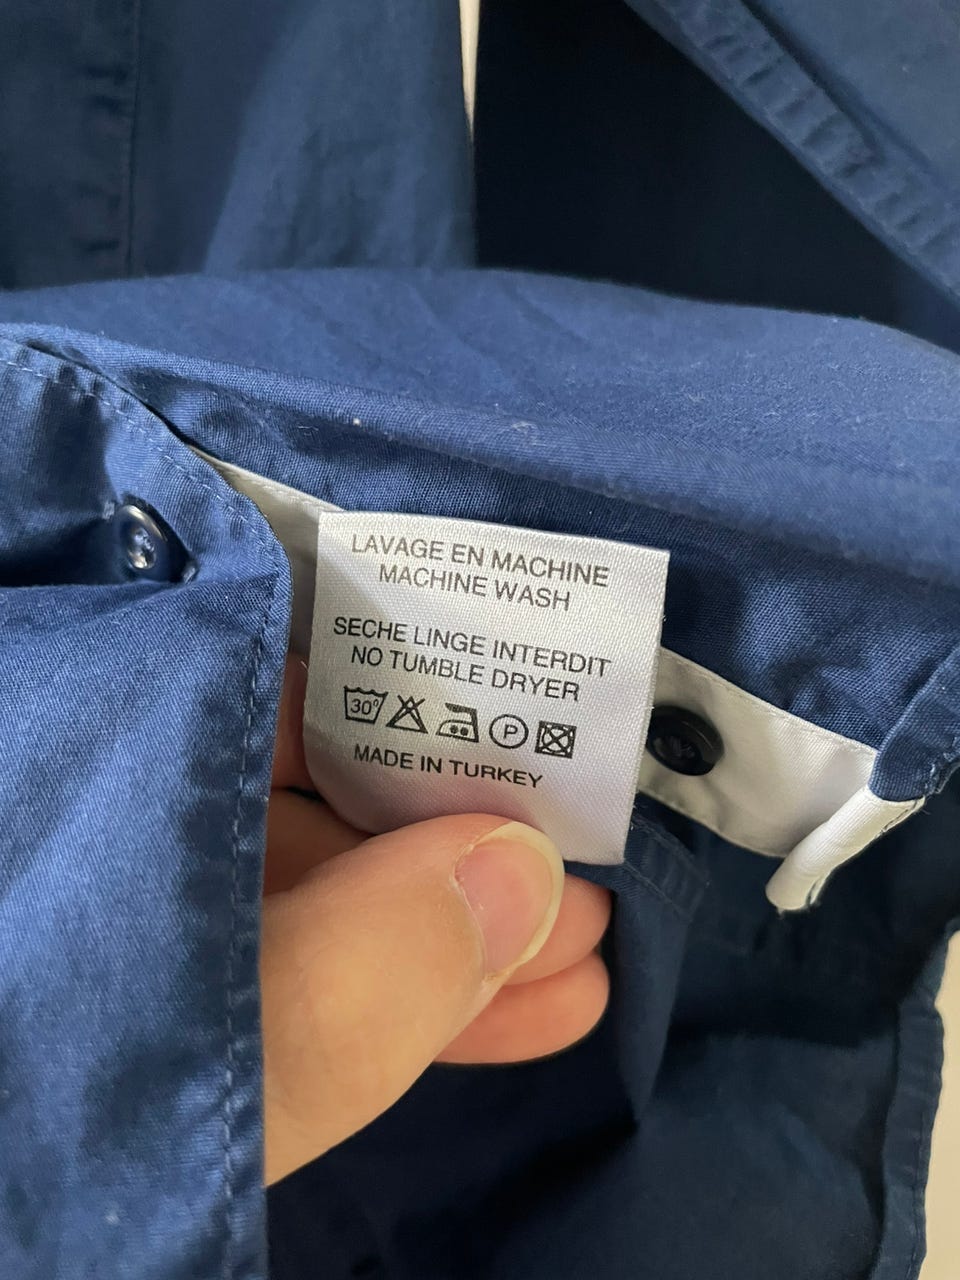 LAVAGE EN MACHINE
MACHINE WASH
SECHE LINGE INTERDIT
NO TUMBLE DRYER
30° P
MADE IN TURKEY